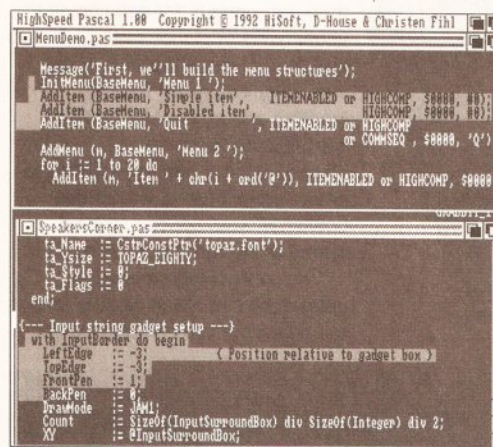 HighSpeed Pascal 1.00 Copyright © 1992 HiSoft, D-House & Christen Fihl
MenuDemo.pas
Message('First, we''ll build the menu structures');
InitMenu(BaseMenu, 'Menu 1 ');
AddItem (BaseMenu, 'Simple item', ITEMENABLED or HIGHCOMP, $0000, #0);
AddItem (BaseMenu, 'Disabled item', HIGHCOMP, $0000, #0);
AddItem (BaseMenu, 'Quit ', ITEMENABLED or HIGHCOMP
or COMMSEQ , $0000, 'Q')
AddMenu (m, BaseMenu, 'Menu 2 ');
for i := 1 to 20 do
AddItem (m, 'Item ' + chr(i + ord('@')), ITEMENABLED or HIGHCOMP, $0000
SpeakersCorner.pas
ta_Name := CstrConstPtr('topaz.font');
ta_Ysize := TOPAZ_EIGHTY;
ta_Style := 0;
ta_Flags := 0
end;
{--- Input string gadget setup ---}
with InputBorder do begin
LeftEdge := -3; { Position relative to gadget box }
TopEdge := -3;
FrontPen := 1;
BackPen := 0;
DrawMode := JAM1;
Count := SizeOf(InputSurroundBox) div SizeOf(Integer) div 2;
XY := @InputSurroundBox;